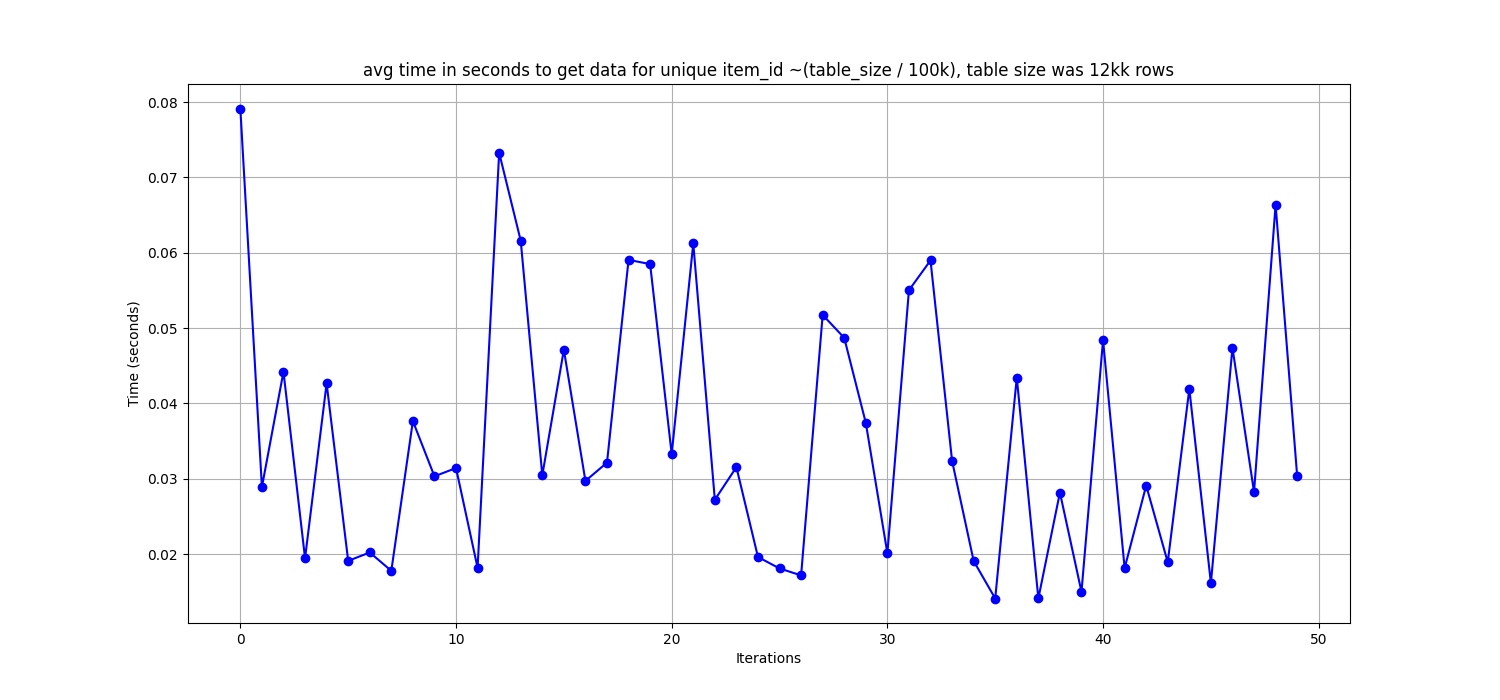 avg time in seconds to get data for unique item_id ~(table_size / 100k), table size was 12kk rows
0.08
0.07
0.06
0.05
0.04
0.03
0.02
Time (seconds)
0 10 20 30 40 50
Iterations